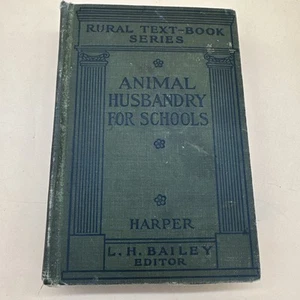 RURAL TEXT-BOOK
SERIES
ANIMAL
HUSBANDRY
FOR SCHOOLS
HARPER
L. H. BAILEY
EDITOR